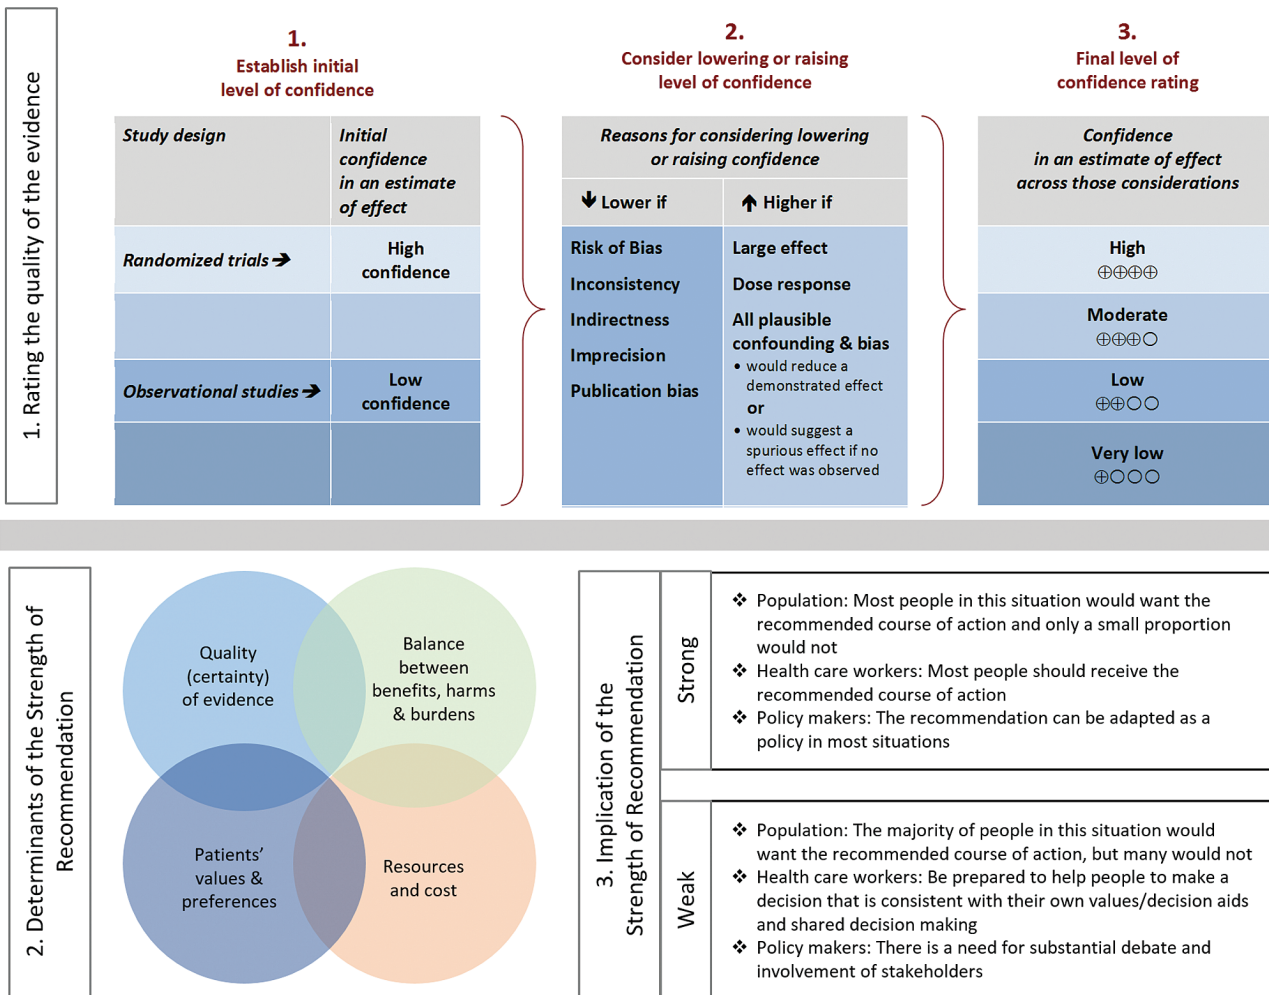 1. Rating the quality of the evidence
1.
Establish initial
level of confidence
Study design
Initial
confidence
in an estimate
of effect
Randomized trials➔
High
confidence
Observational studies➔
Low
confidence
2.
Consider lowering or raising
level of confidence
Reasons for considering lowering
or raising confidence
🡻 Lower if
🡹 Higher if
Risk of Bias
Inconsistency
Indirectness
Imprecision
Publication bias
Large effect
Dose response
All plausible
confounding & bias
• would reduce a
demonstrated effect
or
• would suggest a
spurious effect if no
effect was observed
3.
Final level of
confidence rating
Confidence
in an estimate of effect
across those considerations
High
⊕⊕⊕⊕
Moderate
⊕⊕⊕◯
Low
⊕⊕◯◯
Very low
⊕◯◯◯
2. Determinants of the Strength of
Recommendation
Quality
(certainty)
of evidence
Balance
between
benefits, harms
& burdens
Patients’
values &
preferences
Resources
and cost
3. Implication of the
Strength of Recommendation
Strong
❖ Population: Most people in this situation would want the
recommended course of action and only a small proportion
would not
❖ Health care workers: Most people should receive the
recommended course of action
❖ Policy makers: The recommendation can be adapted as a
policy in most situations
Weak
❖ Population: The majority of people in this situation would
want the recommended course of action, but many would not
❖ Health care workers: Be prepared to help people to make a
decision that is consistent with their own values/decision aids
and shared decision making
❖ Policy makers: There is a need for substantial debate and
involvement of stakeholders